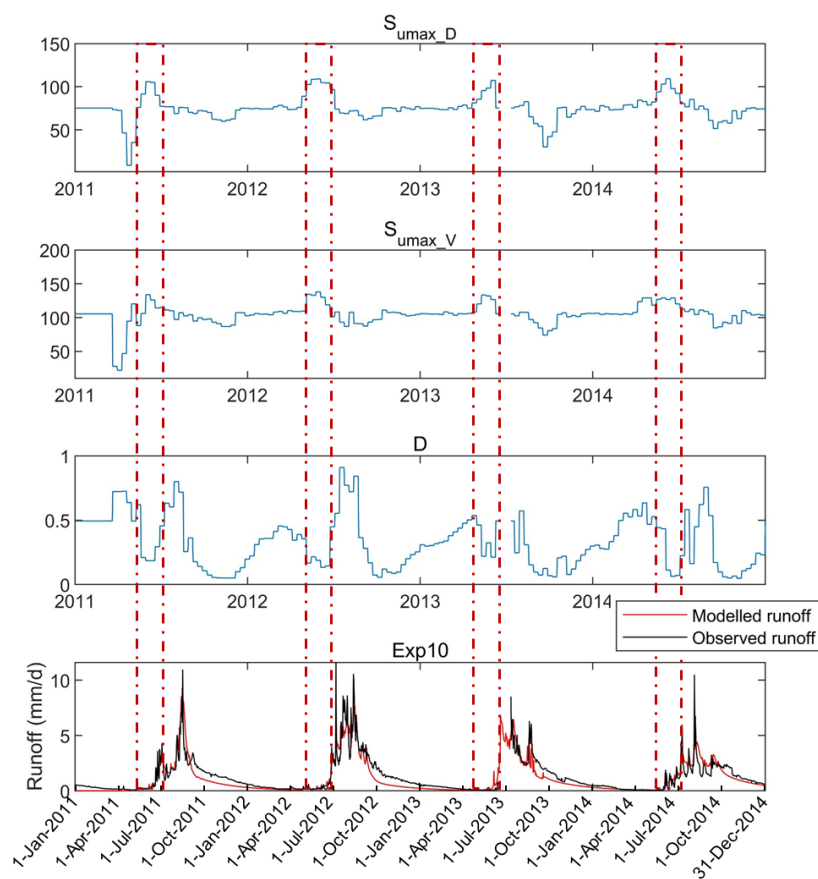 S_umax_D
150
100
50
2011 2012 2013 2014
S_umax_V
200
150
100
50
2011 2012 2013 2014
D
1
0.5
0
2011 2012 2013 2014
Modelled runoff
Observed runoff
Exp10
Runoff (mm/d)
10
5
0
1-Jan-2011 1-Apr-2011 1-Jul-2011 1-Oct-2011 1-Jan-2012 1-Apr-2012 1-Jul-2012 1-Oct-2012 1-Jan-2013 1-Apr-2013 1-Jul-2013 1-Oct-2013 1-Jan-2014 1-Apr-2014 1-Jul-2014 1-Oct-2014 31-Dec-2014